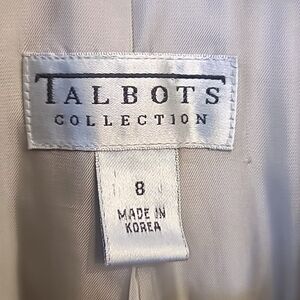 TALBOTS
COLLECTION
8
MADE IN
KOREA